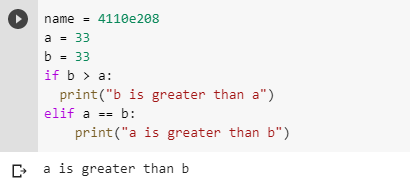 name = 4110e208
a = 33
b = 33
if b > a:
  print("b is greater than a")
elif a == b:
    print("a is greater than b")
a is greater than b